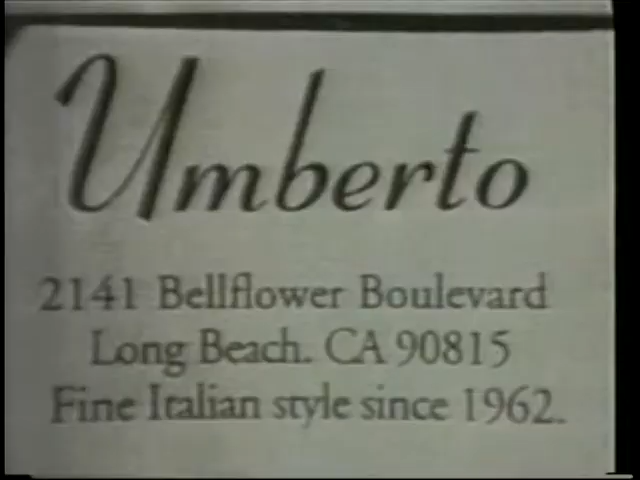 Umberto
2141 Bellflower Boulevard
Long Beach. CA 90815
Fine Italian style since 1962.